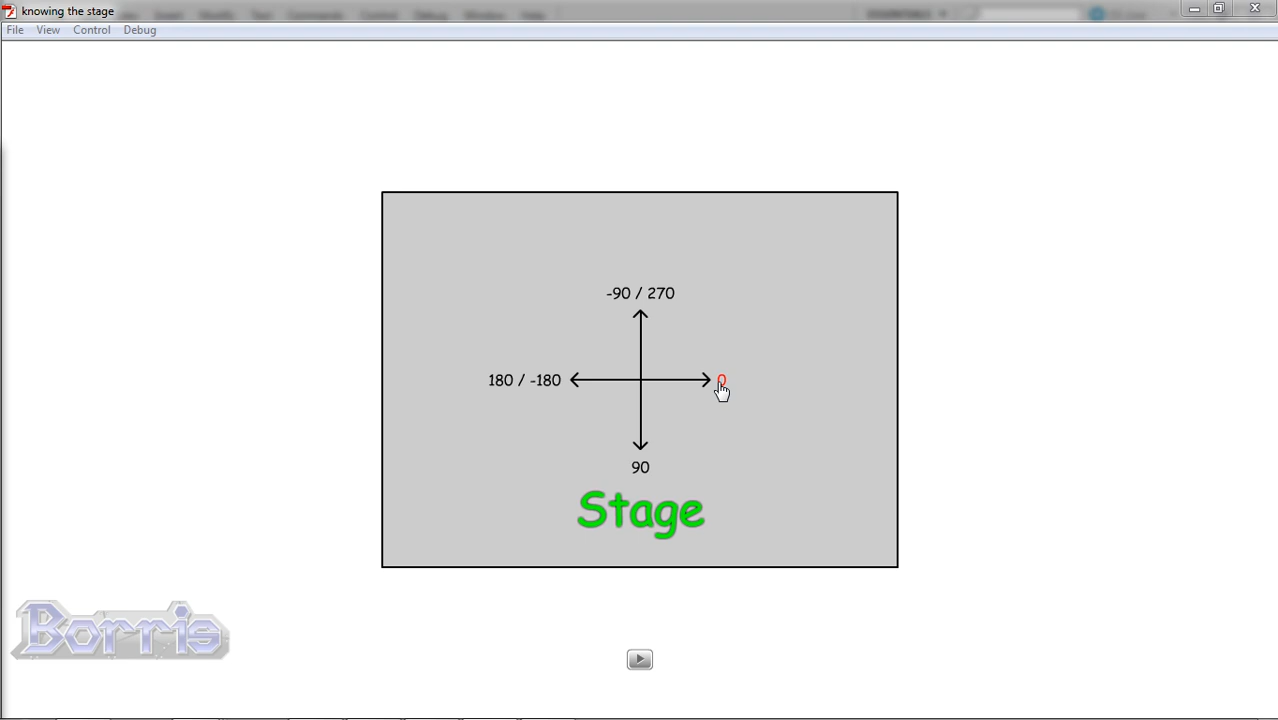 knowing the stage
File View Control Debug
-90 / 270
180 / -180
0
90
Stage
Borris